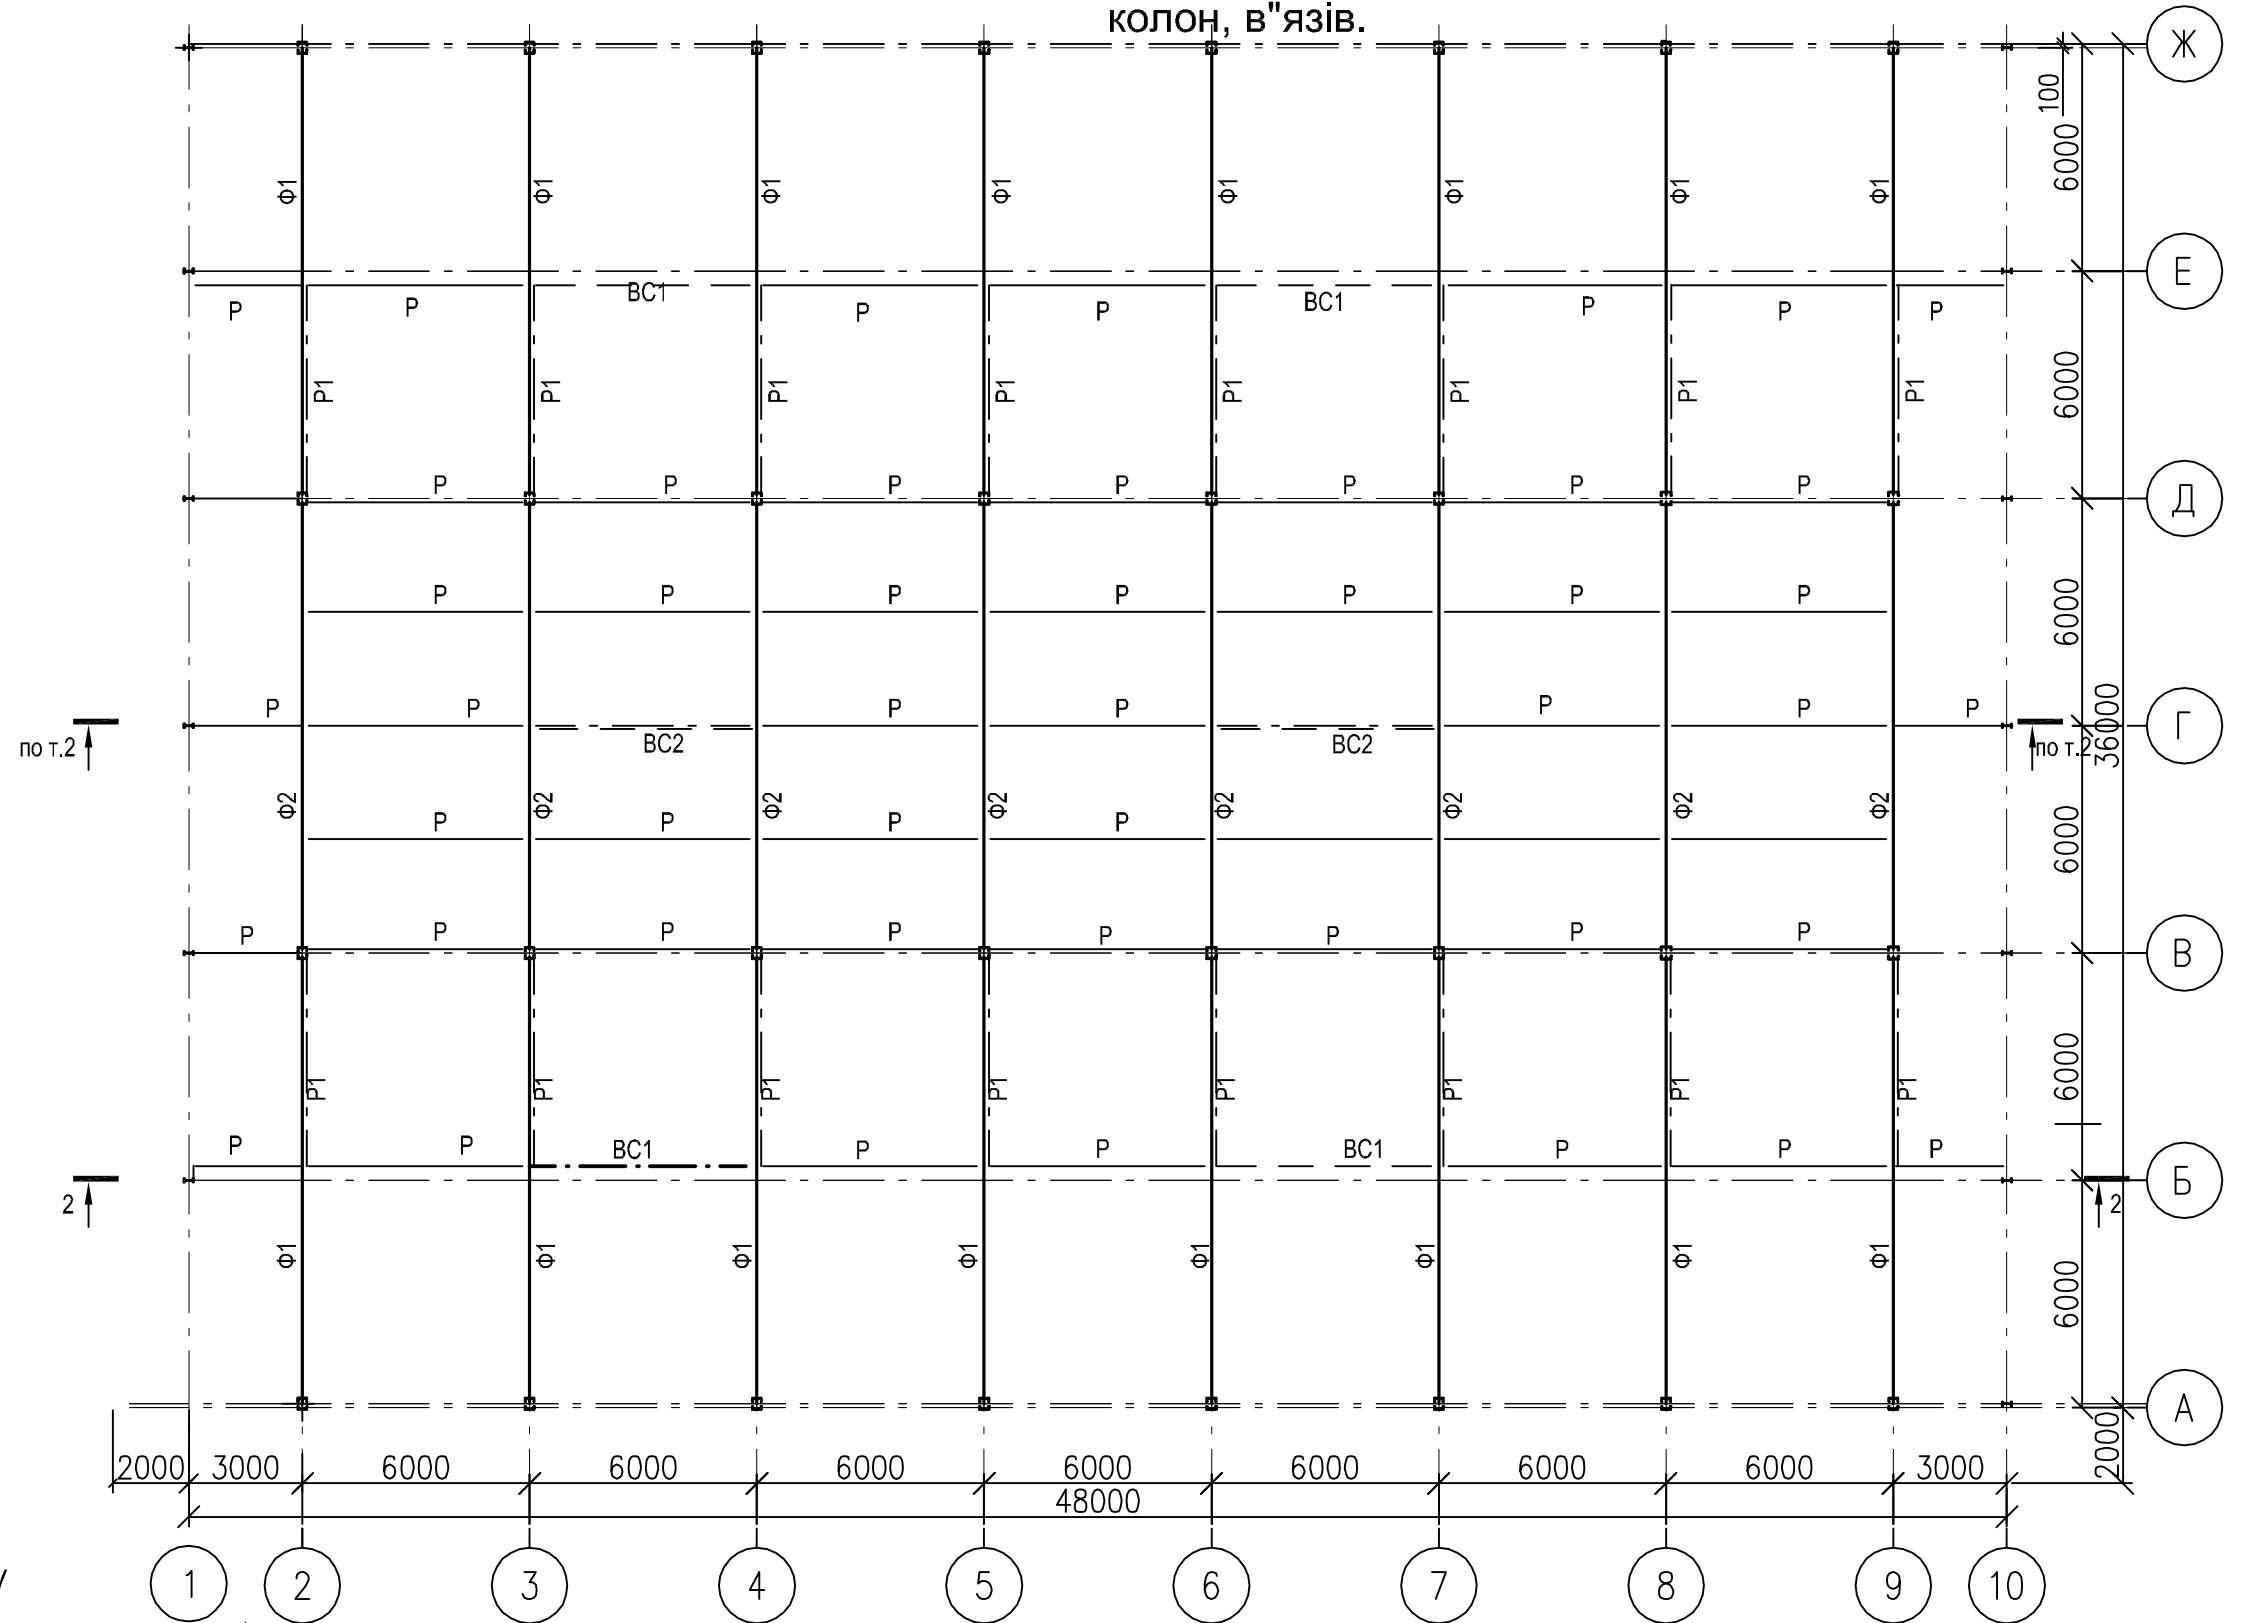 колон, в"язів.
Ж
100
6000
Ф1 Ф1 Ф1 Ф1 Ф1 Ф1 Ф1 Ф1
Е
ВС1 ВС1
Р Р Р Р Р Р Р
6000
Р1 Р1 Р1 Р1 Р1 Р1 Р1 Р1
Р Р Р Р Р Р Р
Д
Р Р Р Р Р Р Р
6000
36000
Р Р Р Р Р Р Р
Г
по т.2 ВС2 ВС2 по т.2
Ф2 Ф2 Ф2 Ф2 Ф2 Ф2 Ф2 Ф2
Р Р Р Р
6000
Р Р Р Р Р Р Р Р
В
6000
Р1 Р1 Р1 Р1 Р1 Р1 Р1 Р1
Р Р ВС1 Р Р ВС1 Р Р Р
Б
2 2
Ф1 Ф1 Ф1 Ф1 Ф1 Ф1 Ф1 Ф1
6000
А
2000
2000 3000 6000 6000 6000 6000 6000 6000 6000 3000
48000
1 2 3 4 5 6 7 8 9 10